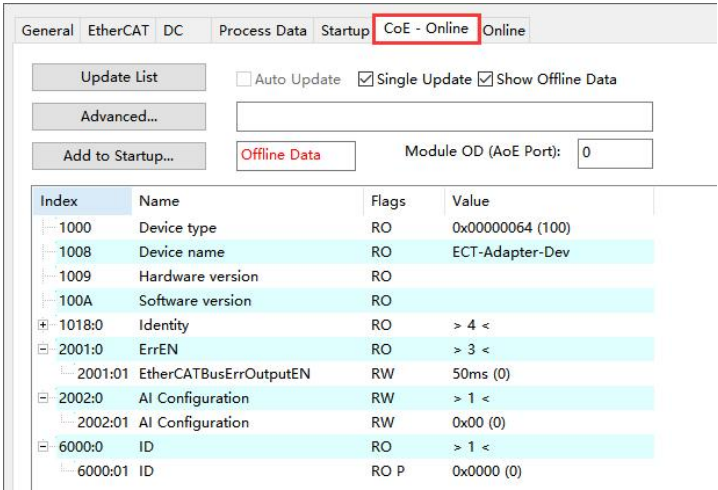 General EtherCAT DC Process Data Startup CoE - Online Online
Update List Auto Update Single Update Show Offline Data
Advanced...
Add to Startup... Offline Data Module OD (AoE Port): 0
Index Name Flags Value
1000 Device type RO 0x00000064 (100)
1008 Device name RO ECT-Adapter-Dev
1009 Hardware version RO
100A Software version RO
1018:0 Identity RO > 4 <
2001:0 ErrEN RO > 3 <
2001:01 EtherCATBusErrOutputEN RW 50ms (0)
2002:0 AI Configuration RW > 1 <
2002:01 AI Configuration RW 0x00 (0)
6000:0 ID RO > 1 <
6000:01 ID RO P 0x0000 (0)